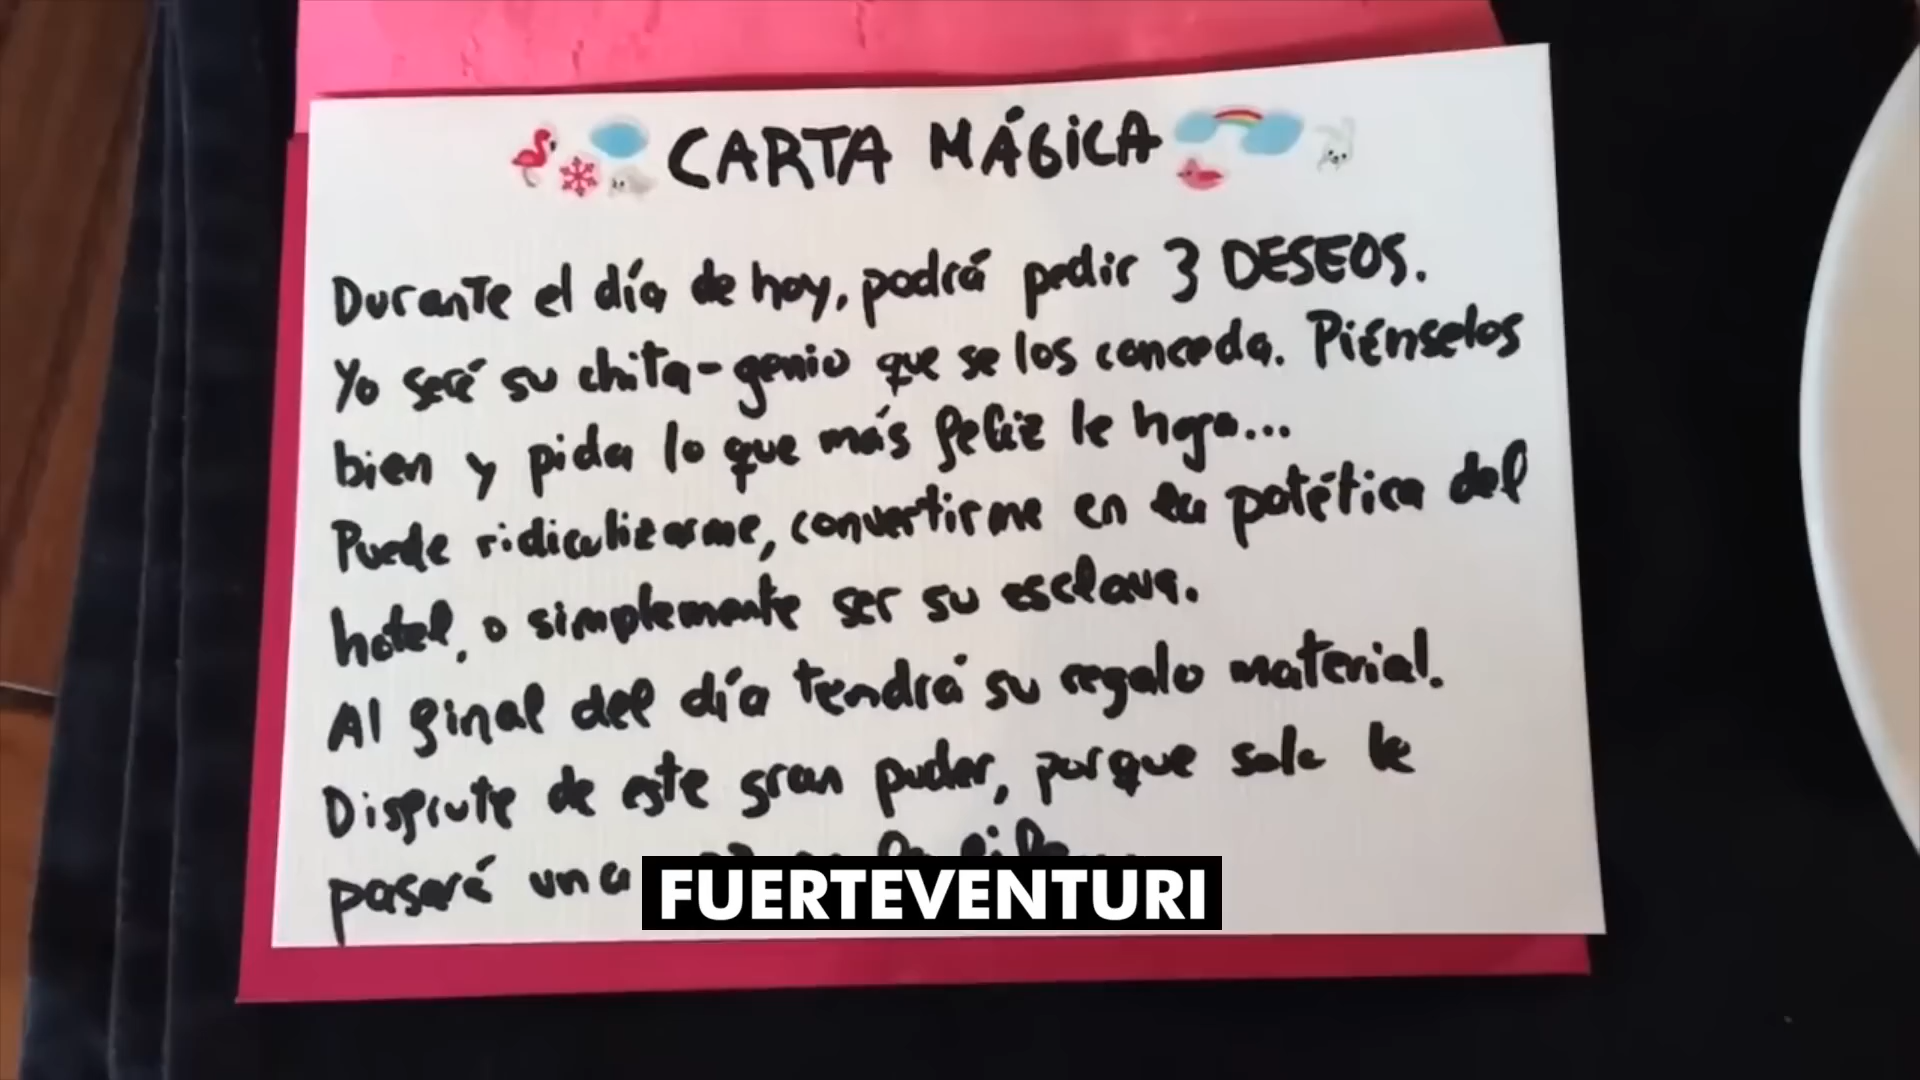 CARTA MÁGICA
Durante el día de hoy, podrá pedir 3 DESEOS.
Yo seré su chita-genio que se los conceda. Piénselos
bien y pida lo que más feliz le haga...
Puede ridiculizarme, convertirme en la patética del
hotel, o simplemente ser su esclava.
Al final del día tendrá su regalo material.
Disfrute de este gran poder, porque solo le
pasará una
FUERTEVENTURI